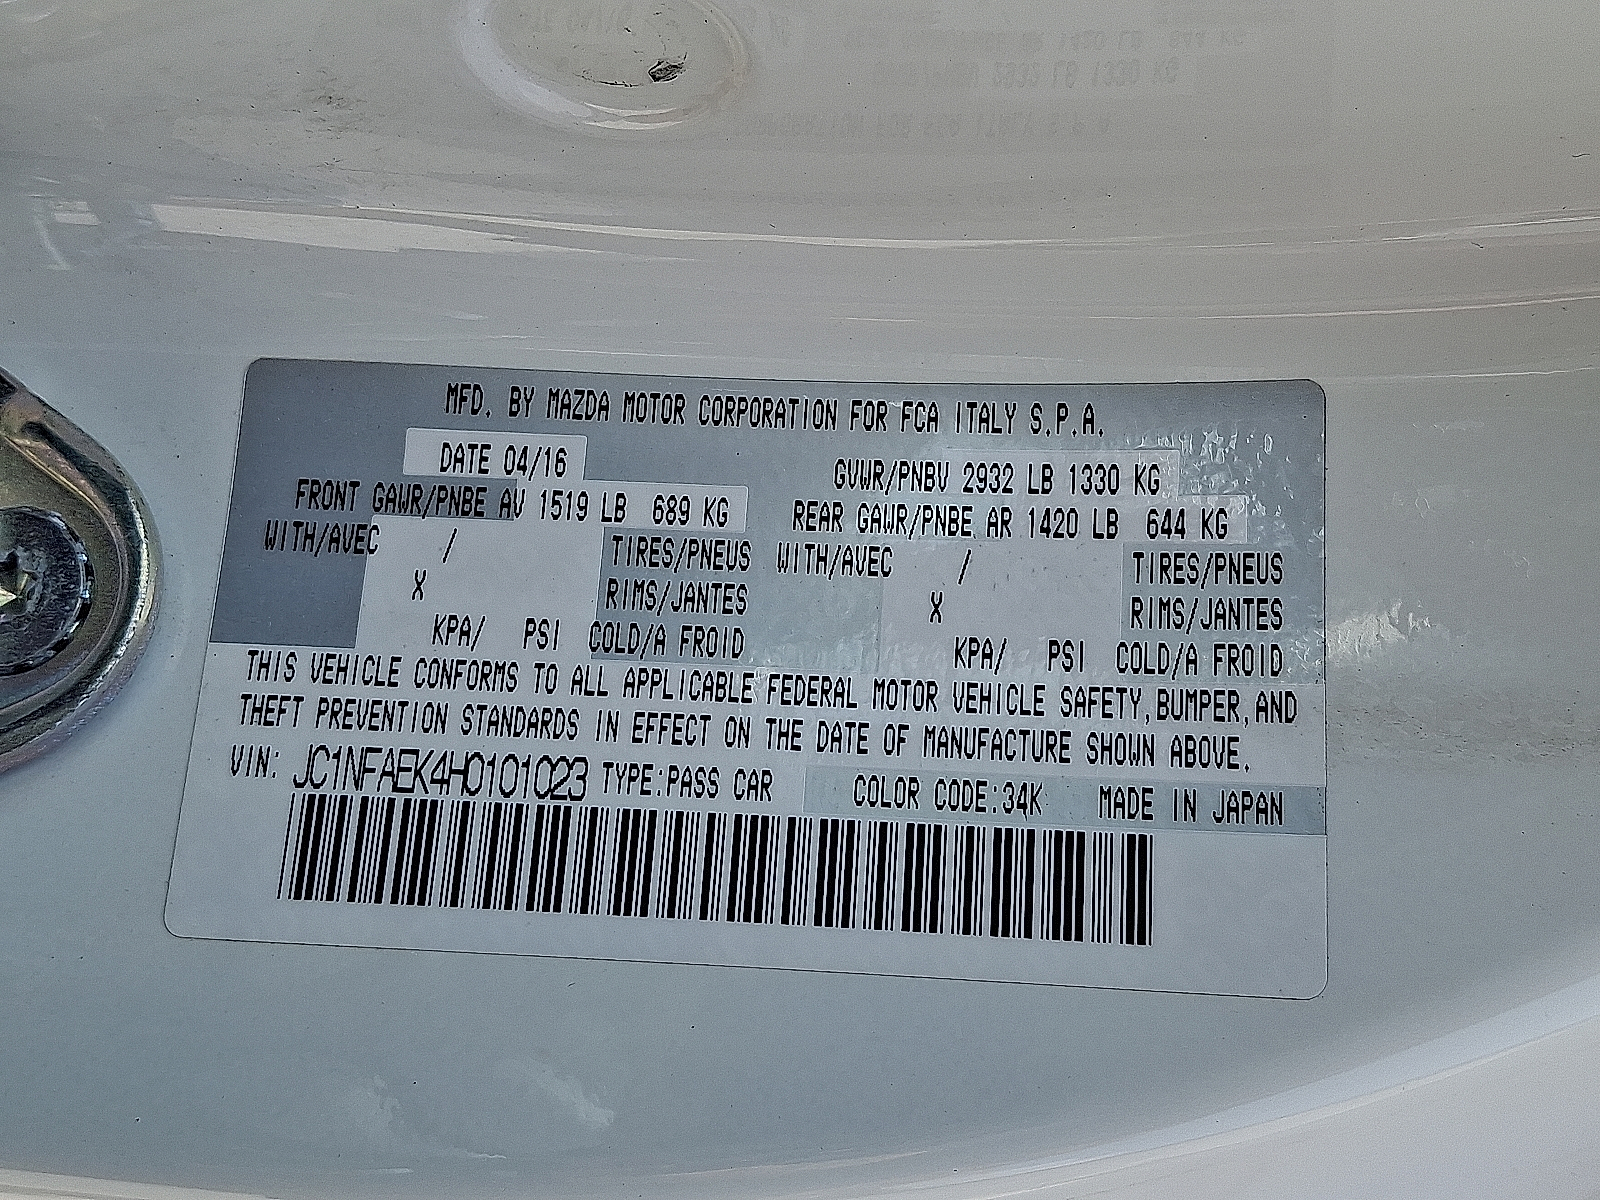 MFD. BY MAZDA MOTOR CORPORATION FOR FCA ITALY S.P.A.
DATE 04/16 GVWR/PNBV 2932 LB 1330 KG
FRONT GAWR/PNBE AV 1519 LB 689 KG REAR GAWR/PNBE AR 1420 LB 644 KG
WITH/AVEC / TIRES/PNEUS WITH/AVEC / TIRES/PNEUS
X RIMS/JANTES X RIMS/JANTES
KPA/ PSI COLD/A FROID KPA/ PSI COLD/A FROID
THIS VEHICLE CONFORMS TO ALL APPLICABLE FEDERAL MOTOR VEHICLE SAFETY, BUMPER, AND
THEFT PREVENTION STANDARDS IN EFFECT ON THE DATE OF MANUFACTURE SHOWN ABOVE.
VIN: JC1NFAEK4H0101023 TYPE:PASS CAR COLOR CODE:34K MADE IN JAPAN